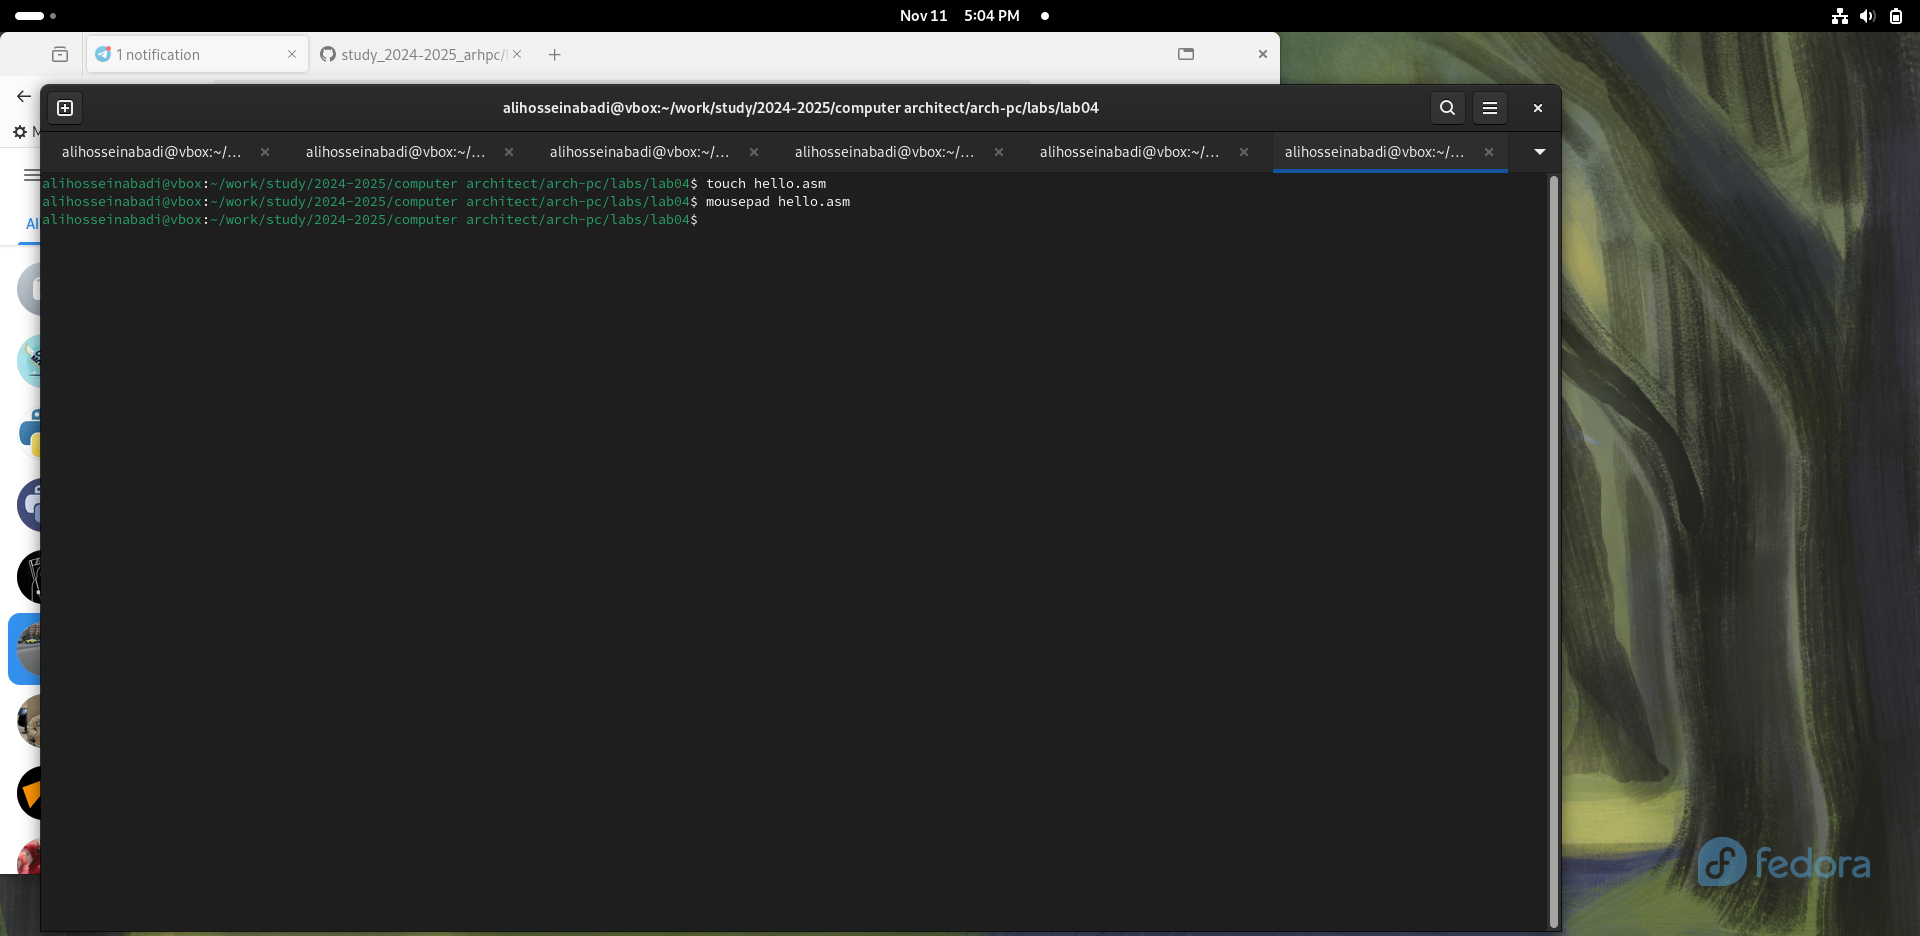 Nov 11 5:04 PM
1 notification
study_2024-2025_arhpc/
alihosseinabadi@vbox:~/work/study/2024-2025/computer architect/arch-pc/labs/lab04
alihosseinabadi@vbox:~/... alihosseinabadi@vbox:~/... alihosseinabadi@vbox:~/... alihosseinabadi@vbox:~/... alihosseinabadi@vbox:~/... alihosseinabadi@vbox:~/...
alihosseinabadi@vbox:~/work/study/2024-2025/computer architect/arch-pc/labs/lab04$ touch hello.asm
alihosseinabadi@vbox:~/work/study/2024-2025/computer architect/arch-pc/labs/lab04$ mousepad hello.asm
alihosseinabadi@vbox:~/work/study/2024-2025/computer architect/arch-pc/labs/lab04$
fedora